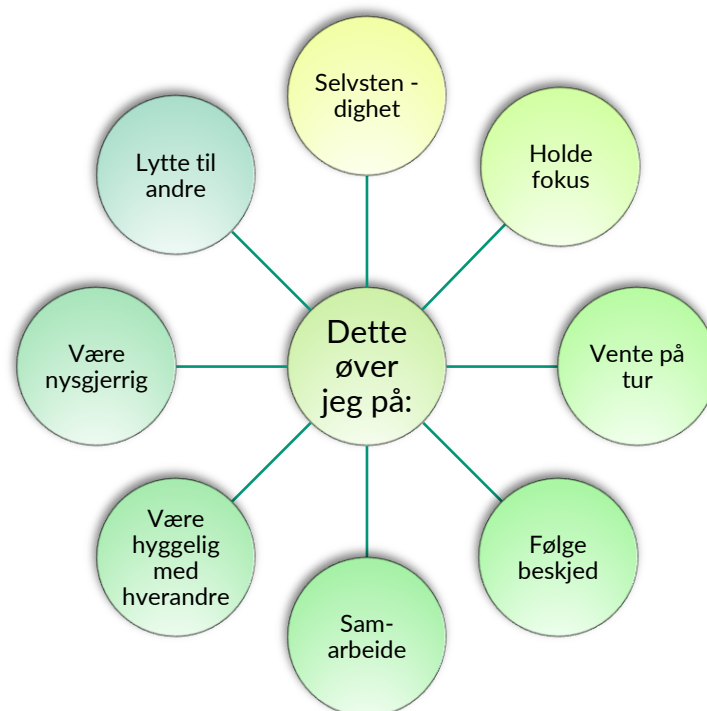 Dette
øver
jeg på:
Selvsten -
dighet
Holde
fokus
Vente på
tur
Følge
beskjed
Sam-
arbeide
Være
hyggelig
med
hverandre
Være
nysgjerrig
Lytte til
andre